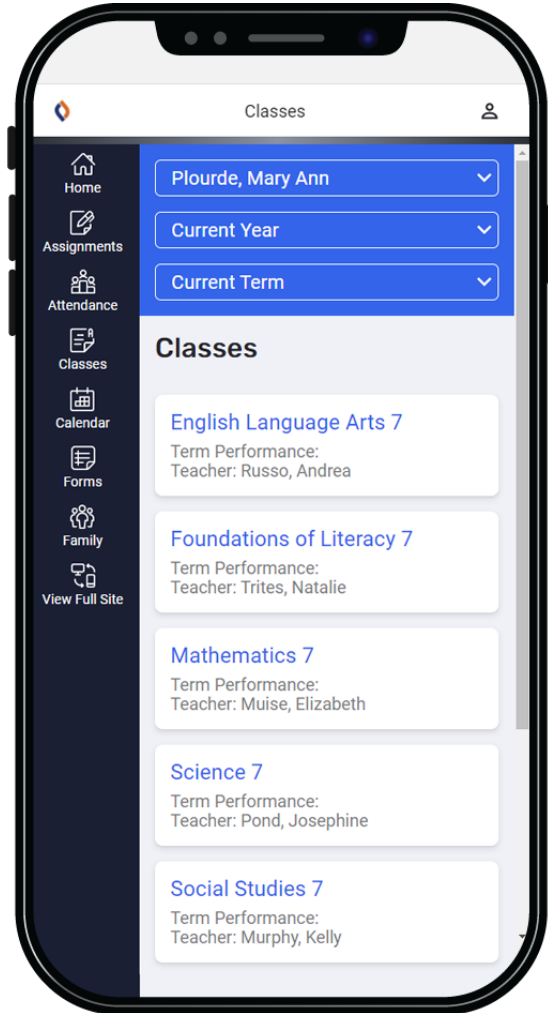 Classes
Home
Assignments
Attendance
Classes
Calendar
Forms
Family
View Full Site
Plourde, Mary Ann
Current Year
Current Term
Classes
English Language Arts 7
Term Performance:
Teacher: Russo, Andrea
Foundations of Literacy 7
Term Performance:
Teacher: Trites, Natalie
Mathematics 7
Term Performance:
Teacher: Muise, Elizabeth
Science 7
Term Performance:
Teacher: Pond, Josephine
Social Studies 7
Term Performance:
Teacher: Murphy, Kelly